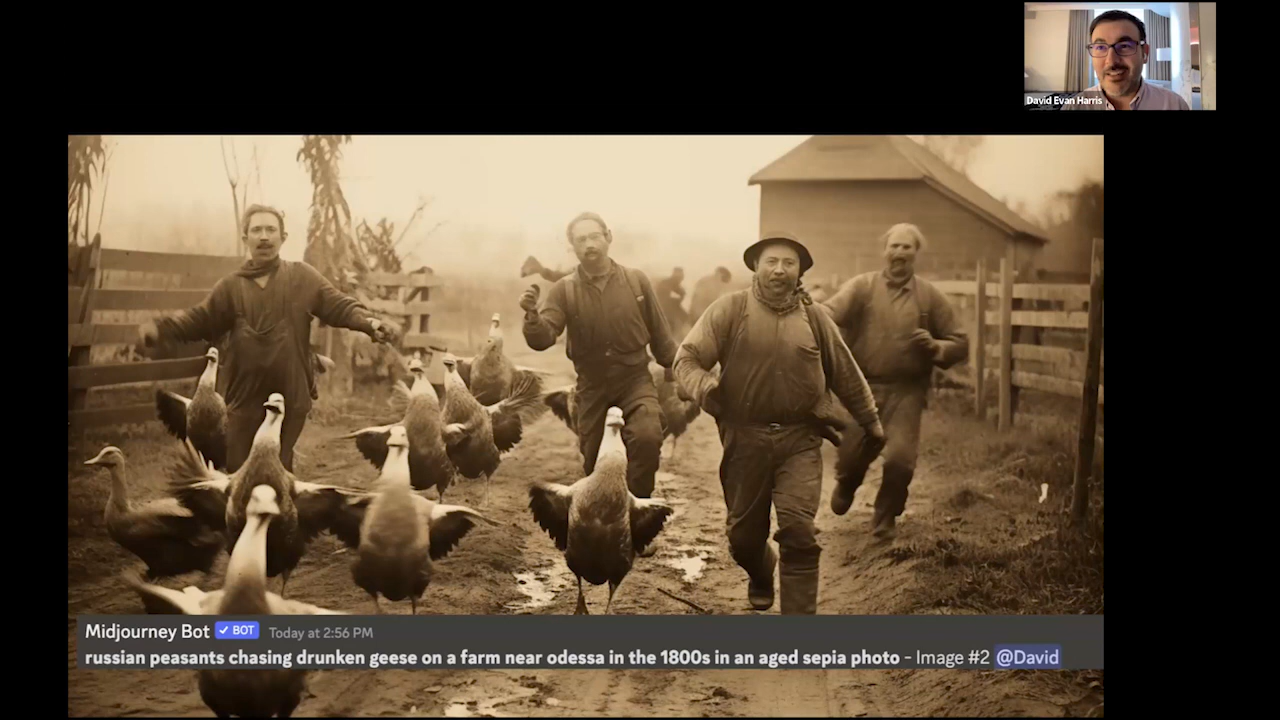 David Evan Harris
Midjourney Bot ✓ BOT Today at 2:56 PM
russian peasants chasing drunken geese on a farm near odessa in the 1800s in an aged sepia photo - Image #2 @David